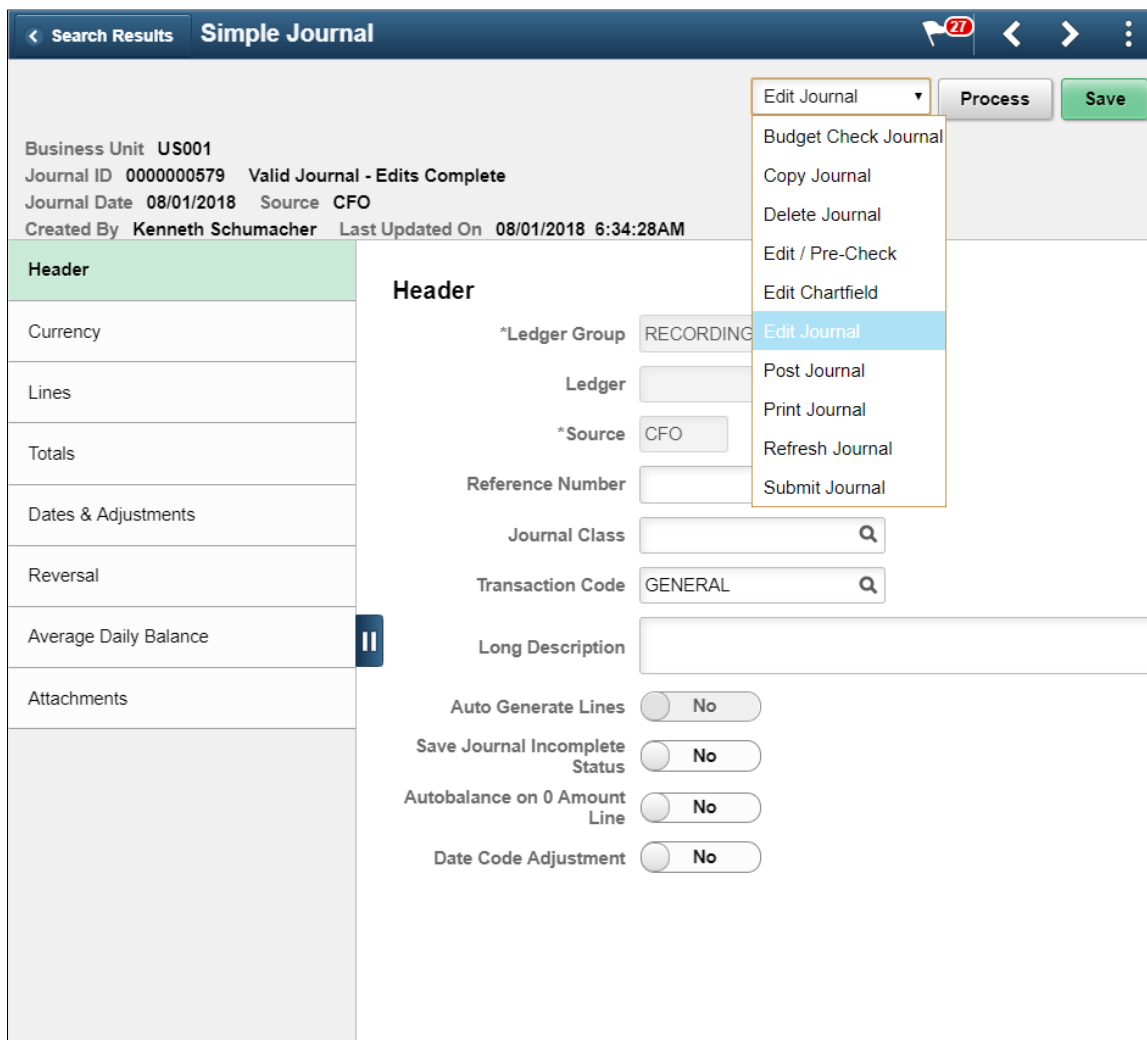 Search Results Simple Journal 27
Edit Journal Process Save
Budget Check Journal
Copy Journal
Delete Journal
Edit / Pre-Check
Edit Chartfield
Edit Journal
Post Journal
Print Journal
Refresh Journal
Submit Journal
Business Unit US001
Journal ID 0000000579 Valid Journal - Edits Complete
Journal Date 08/01/2018 Source CFO
Created By Kenneth Schumacher Last Updated On 08/01/2018 6:34:28AM
Header
Currency
Lines
Totals
Dates & Adjustments
Reversal
Average Daily Balance
Attachments
Header
*Ledger Group RECORDING
Ledger
*Source CFO
Reference Number
Journal Class
Transaction Code GENERAL
Long Description
Auto Generate Lines No
Save Journal Incomplete
Status No
Autobalance on 0 Amount
Line No
Date Code Adjustment No